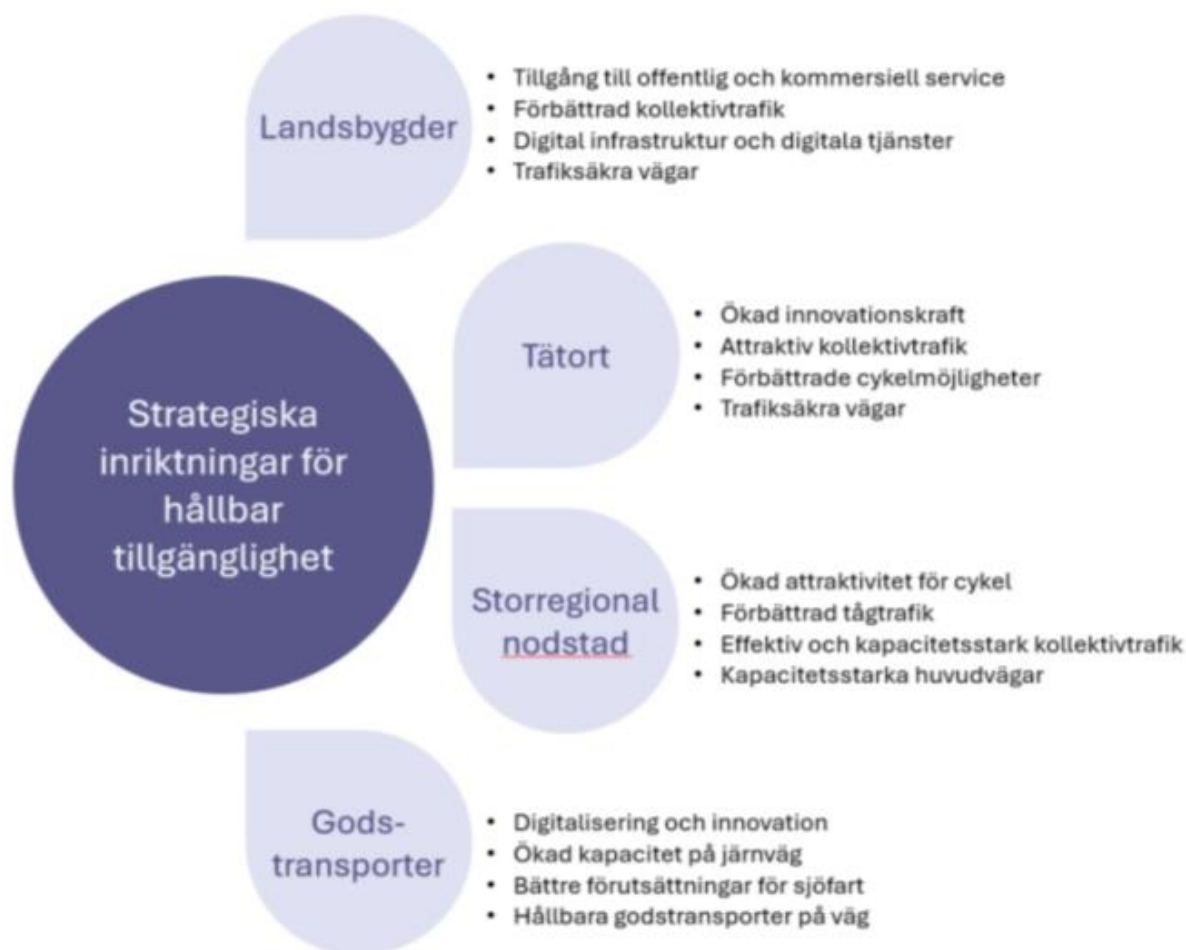 Landsbygder
• Tillgång till offentlig och kommersiell service
• Förbättrad kollektivtrafik
• Digital infrastruktur och digitala tjänster
• Trafiksäkra vägar
Strategiska
inriktningar för
hållbar
tillgänglighet
Tätort
• Ökad innovationskraft
• Attraktiv kollektivtrafik
• Förbättrade cykelmöjligheter
• Trafiksäkra vägar
Storregional
nodstad
• Ökad attraktivitet för cykel
• Förbättrad tågtrafik
• Effektiv och kapacitetsstark kollektivtrafik
• Kapacitetsstarka huvudvägar
Gods-
transporter
• Digitalisering och innovation
• Ökad kapacitet på järnväg
• Bättre förutsättningar för sjöfart
• Hållbara godstransporter på väg